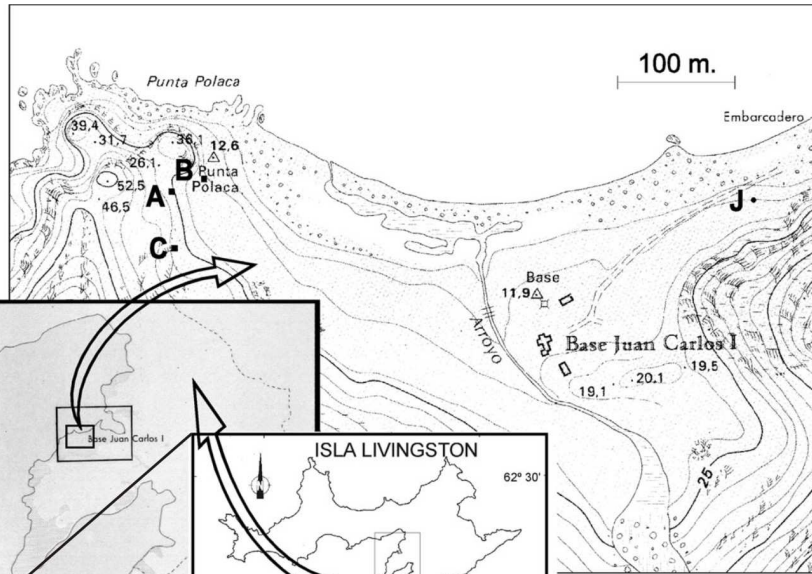 100 m.
Punta Polaca
Embarcadero
39,4
31,7
36,1
12,6
26,1
B
Punta
Polaca
52,5
A
46,5
J
C
Base
11,9
Arroyo
Base Juan Carlos I
19,5
20.1
19,1
25
Base Juan Carlos I
ISLA LIVINGSTON
62º 30'